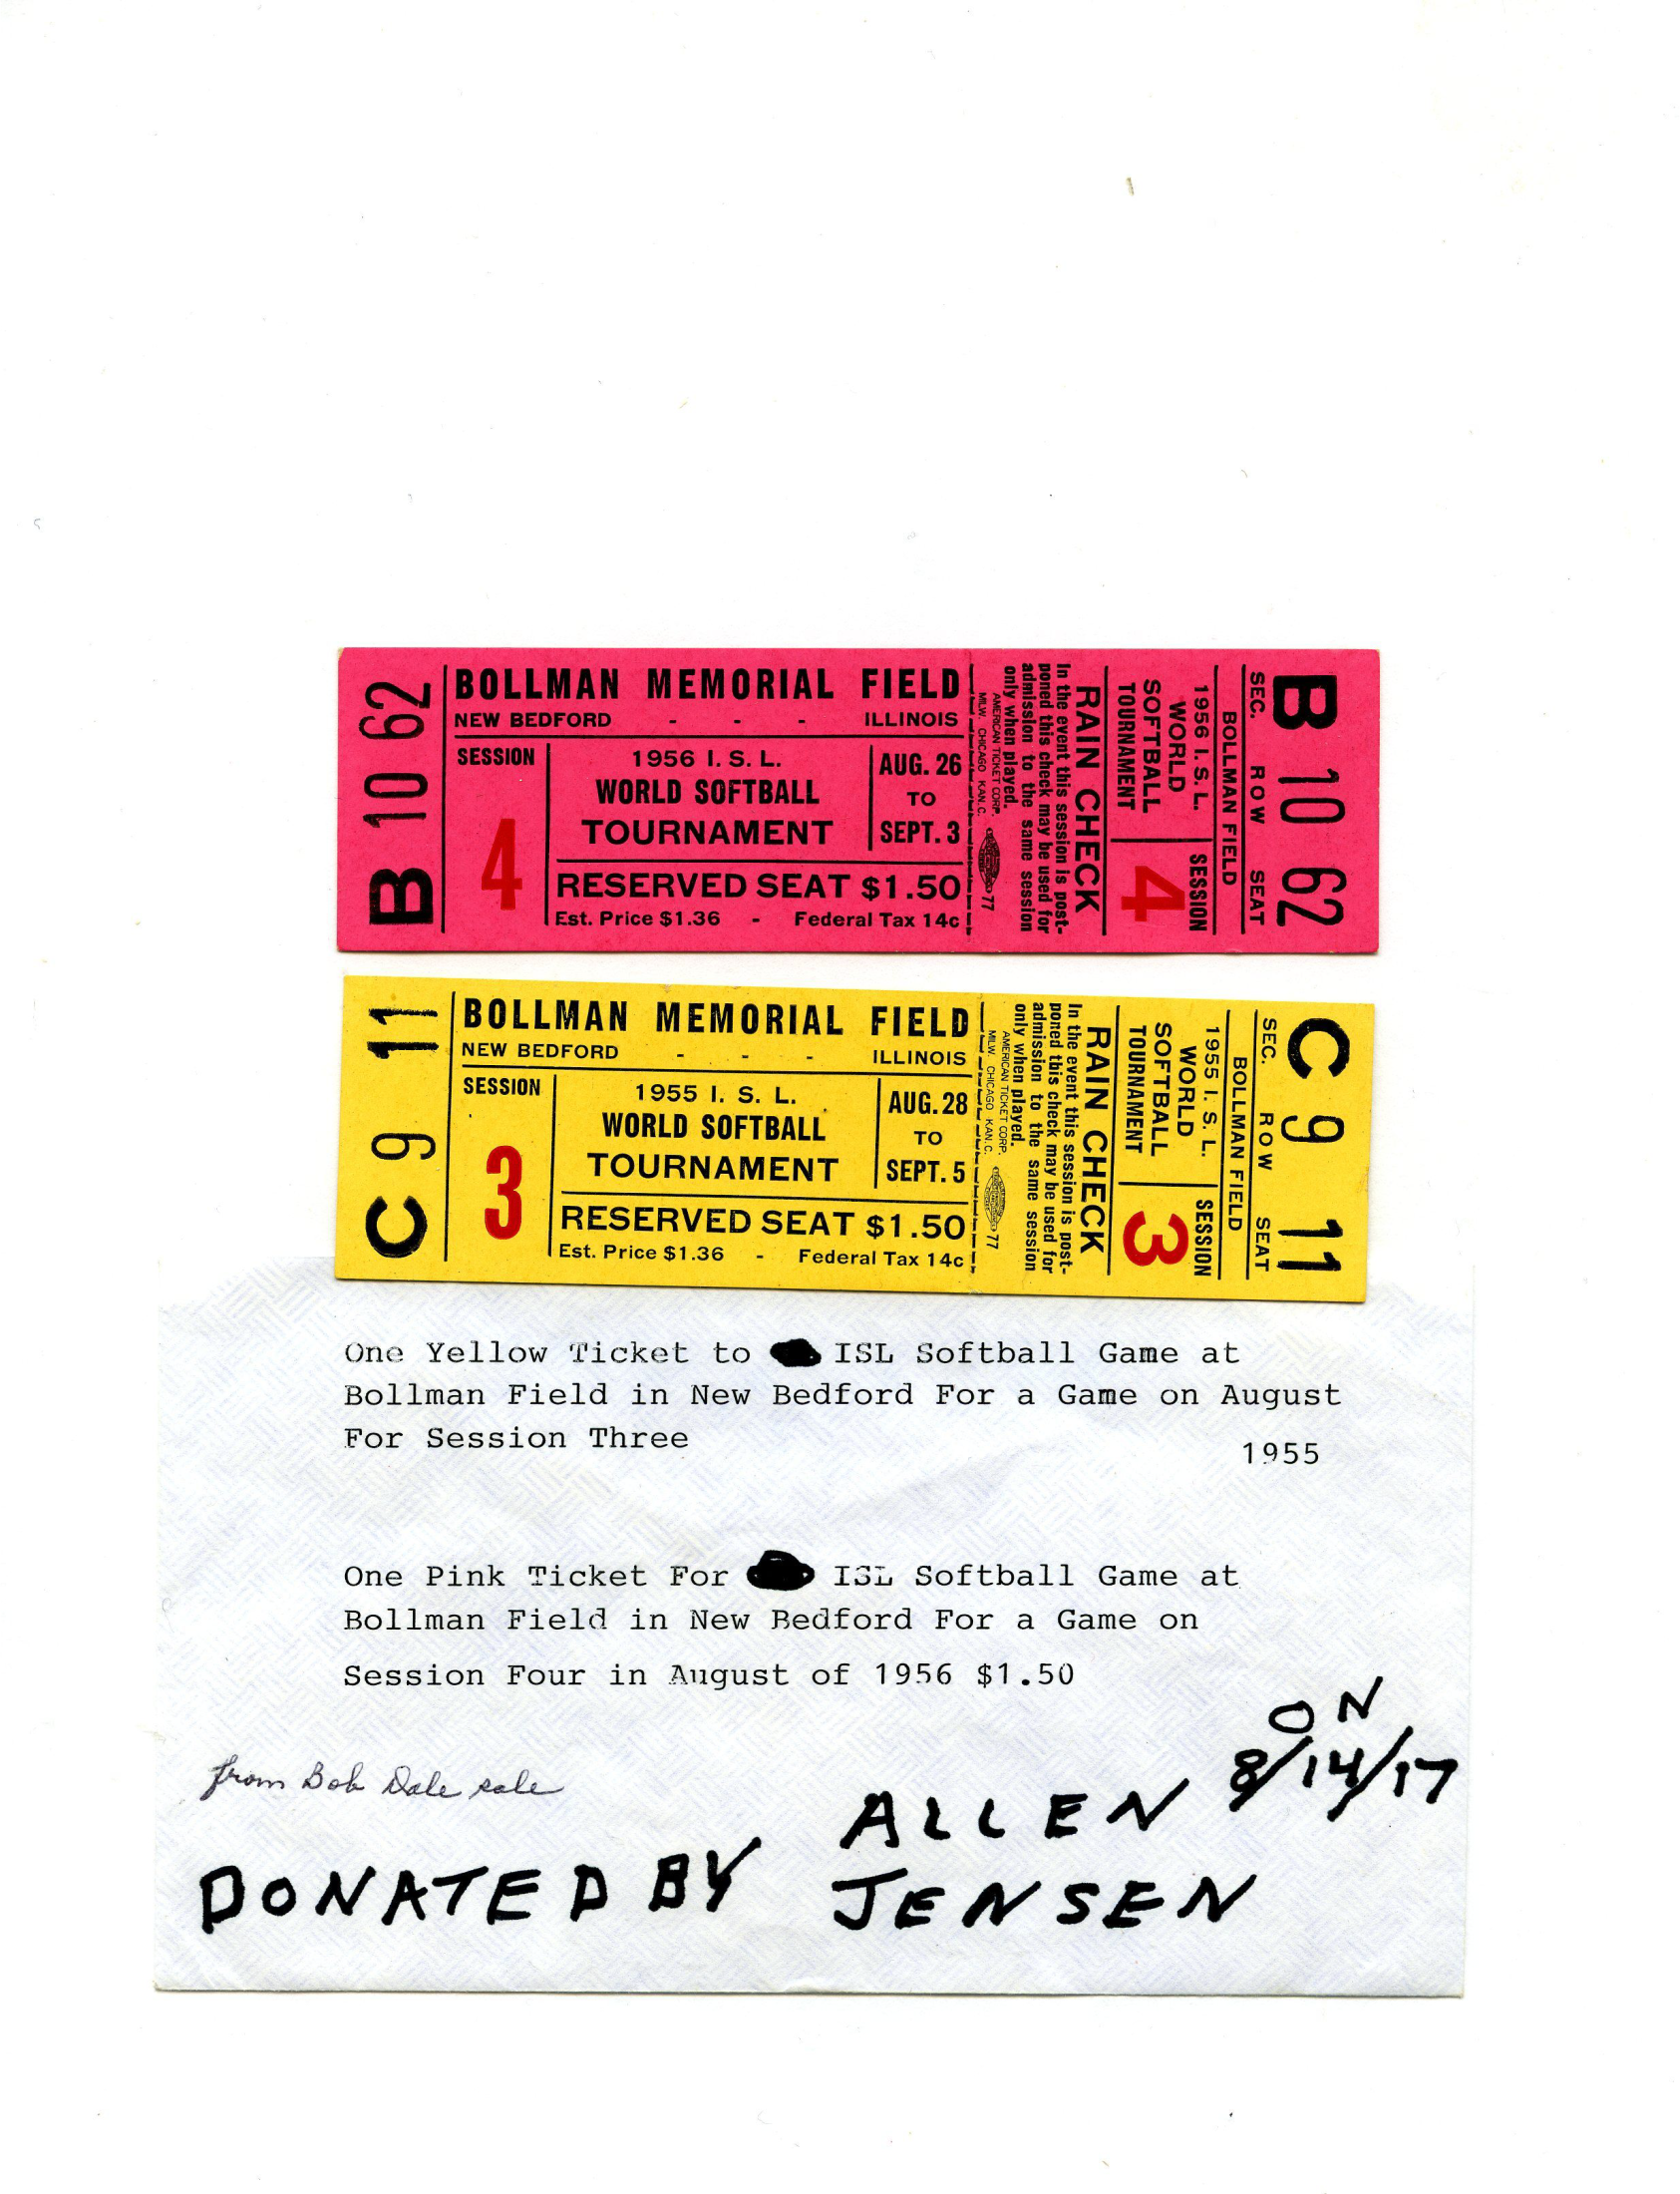 B 10 62
BOLLMAN MEMORIAL FIELD
NEW BEDFORD - - - ILLINOIS
SESSION
4
1956 I. S. L.
WORLD SOFTBALL
TOURNAMENT
AUG. 26
TO
SEPT. 3
RESERVED SEAT $1.50
Est. Price $1.36 - Federal Tax 14c
AMERICAN TICKET CORP.
MILW. CHICAGO KAN. C.
77
RAIN CHECK
In the event this session is post-
poned this check may be used for
admission to the same session
only when played.
1956 I. S. L.
WORLD
SOFTBALL
TOURNAMENT
SESSION
4
BOLLMAN FIELD
SEC. ROW SEAT
B 10 62
C 9 11
BOLLMAN MEMORIAL FIELD
NEW BEDFORD - - - ILLINOIS
SESSION
3
1955 I. S. L.
WORLD SOFTBALL
TOURNAMENT
AUG. 28
TO
SEPT. 5
RESERVED SEAT $1.50
Est. Price $1.36 - Federal Tax 14c
AMERICAN TICKET CORP.
MILW. CHICAGO KAN. C.
77
RAIN CHECK
In the event this session is post-
poned this check may be used for
admission to the same session
only when played.
1955 I. S. L.
WORLD
SOFTBALL
TOURNAMENT
SESSION
3
BOLLMAN FIELD
SEC. ROW SEAT
C 9 11
One Yellow Ticket to ISL Softball Game at
Bollman Field in New Bedford For a Game on August
For Session Three
1955
One Pink Ticket For ISL Softball Game at
Bollman Field in New Bedford For a Game on
Session Four in August of 1956 $1.50
from Bob Dale sale
DONATED BY ALLEN
JENSEN
ON
8/14/17